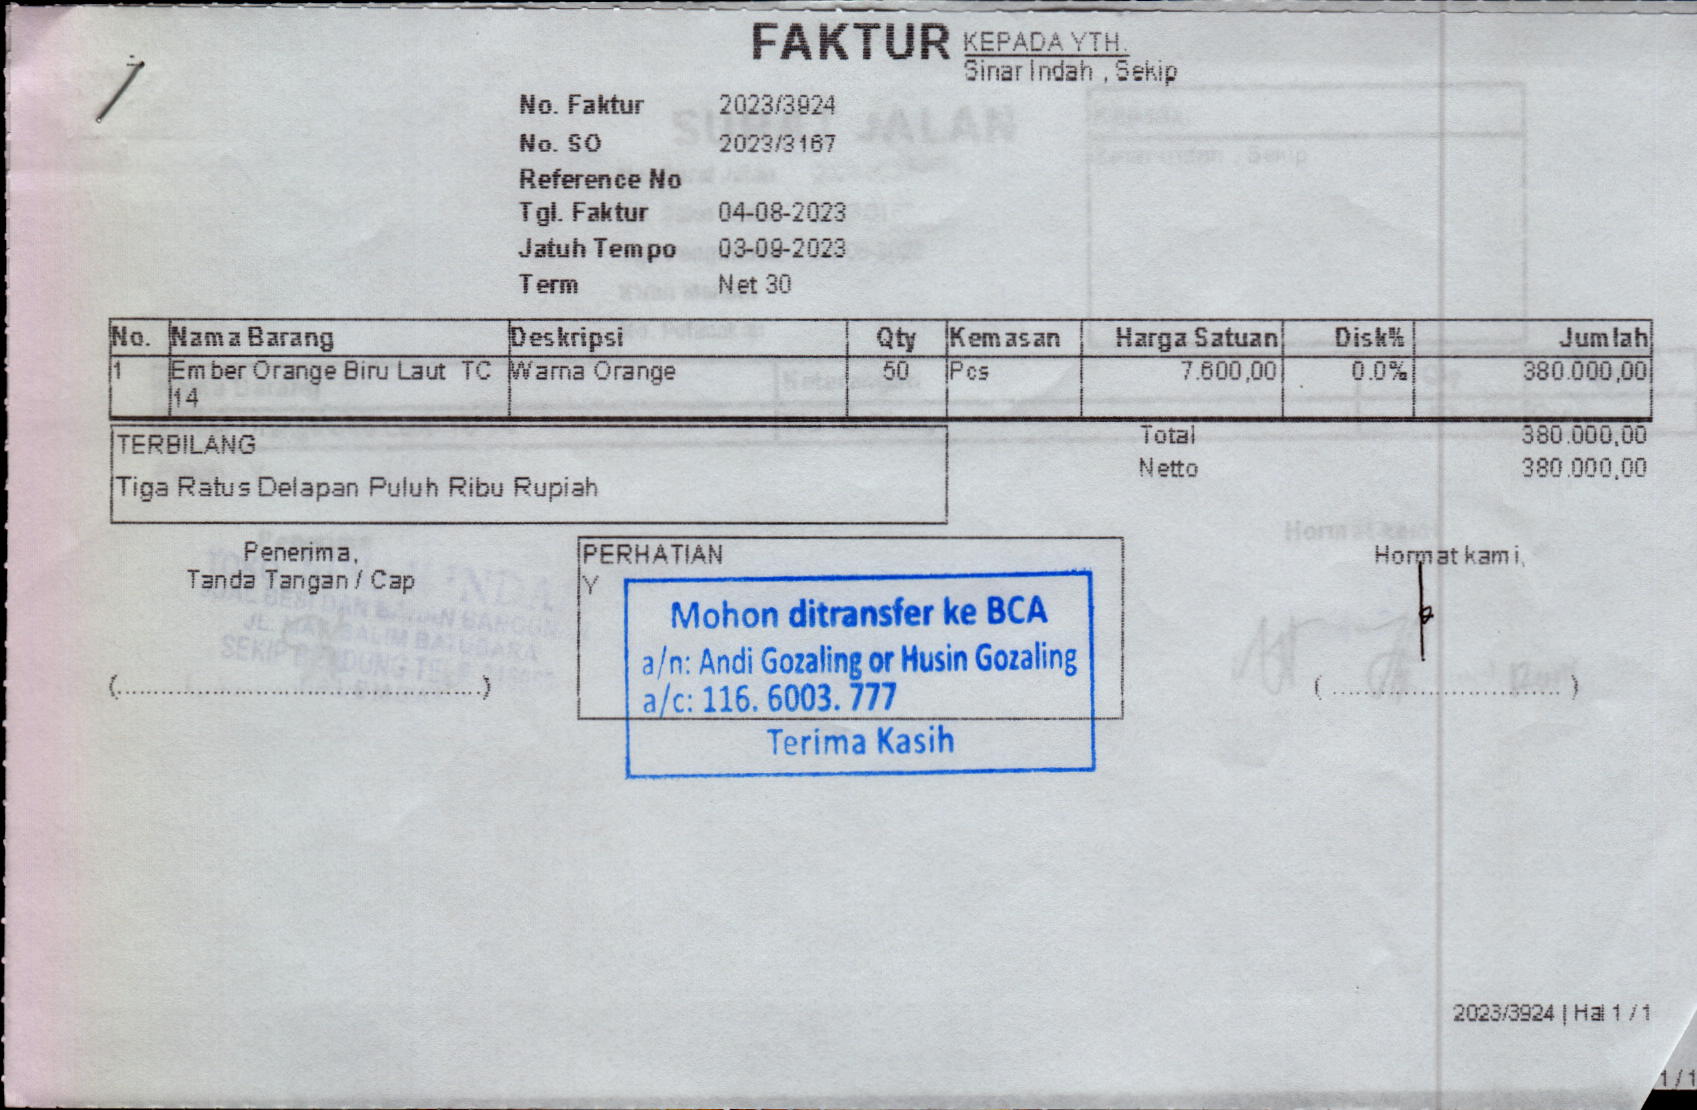 FAKTUR
KEPADA YTH.
Sinar Indah , Sekip
No. Faktur 2023/3924
No. SO 2023/3167
Reference No
Tgl. Faktur 04-08-2023
Jatuh Tempo 03-09-2023
Term Net 30
No. Nama Barang Deskripsi Qty Kemasan Harga Satuan Disk% Jumlah
1 Ember Orange Biru Laut TC Warna Orange 50 Pcs 7.600,00 0.0% 380.000,00
14
TERBILANG
Tiga Ratus Delapan Puluh Ribu Rupiah
Total 380.000,00
Netto 380.000,00
Penerima,
Tanda Tangan / Cap
(...............................................................)
PERHATIAN
Y
Mohon ditransfer ke BCA
a/n: Andi Gozaling or Husin Gozaling
a/c: 116. 6003. 777
Terima Kasih
Hormat kami,
( ....................................... )
SURAT JALAN
2023/3924 | Hal 1 / 1
1 / 1